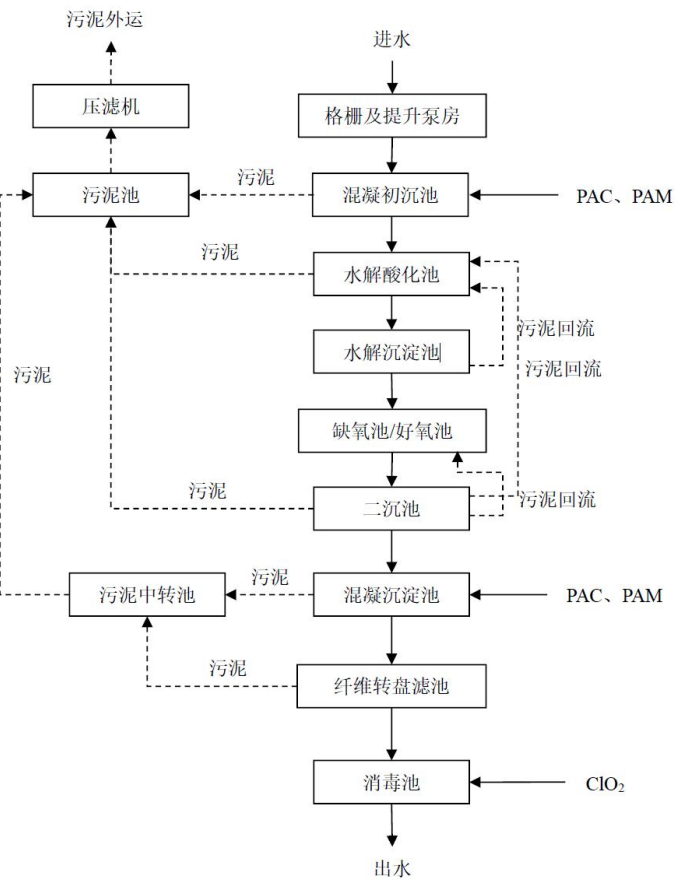 污泥外运
进水
压滤机
格栅及提升泵房
污泥
污泥池
混凝初沉池
PAC、PAM
污泥
水解酸化池
污泥回流
水解沉淀池
污泥回流
污泥
缺氧池/好氧池
污泥
二沉池
污泥回流
污泥
污泥中转池
混凝沉淀池
PAC、PAM
污泥
纤维转盘滤池
消毒池
ClO₂
出水